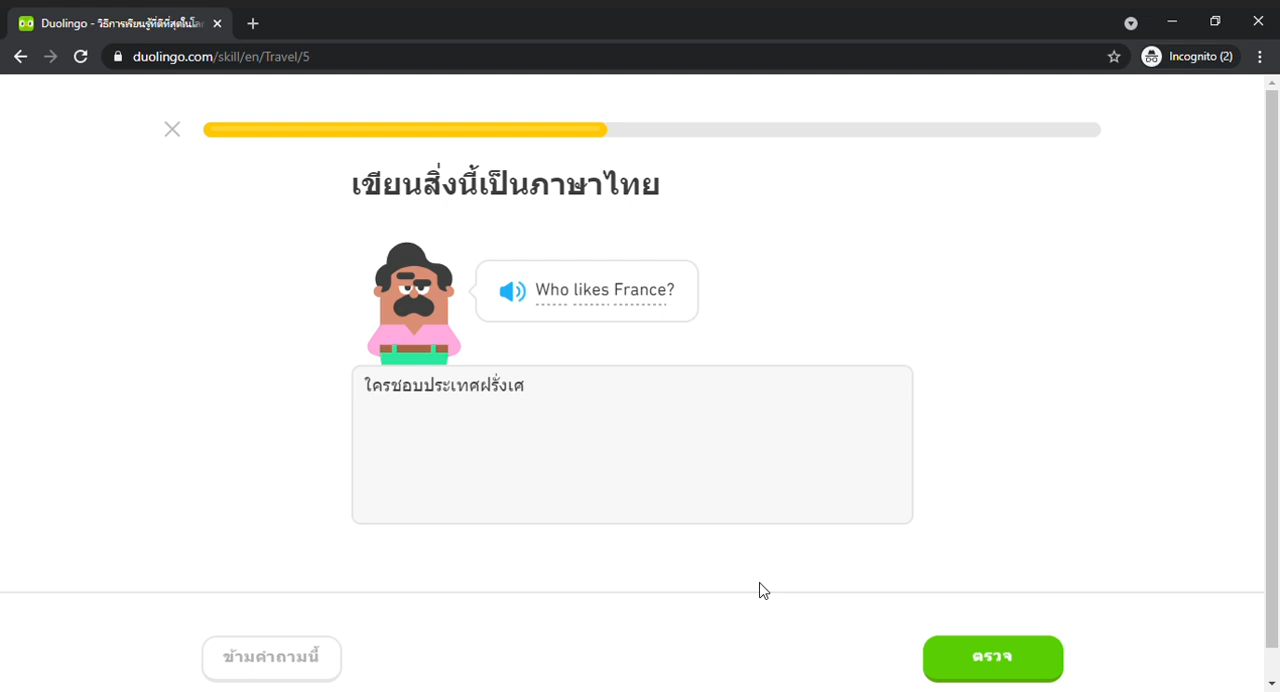 Duolingo - วิธีการเรียนรู้ที่ดีที่สุดในโล
duolingo.com/skill/en/Travel/5
Incognito (2)
เขียนสิ่งนี้เป็นภาษาไทย
Who likes France?
ใครชอบประเทศฝรั่งเศ
ข้ามคำถามนี้
ตรวจ